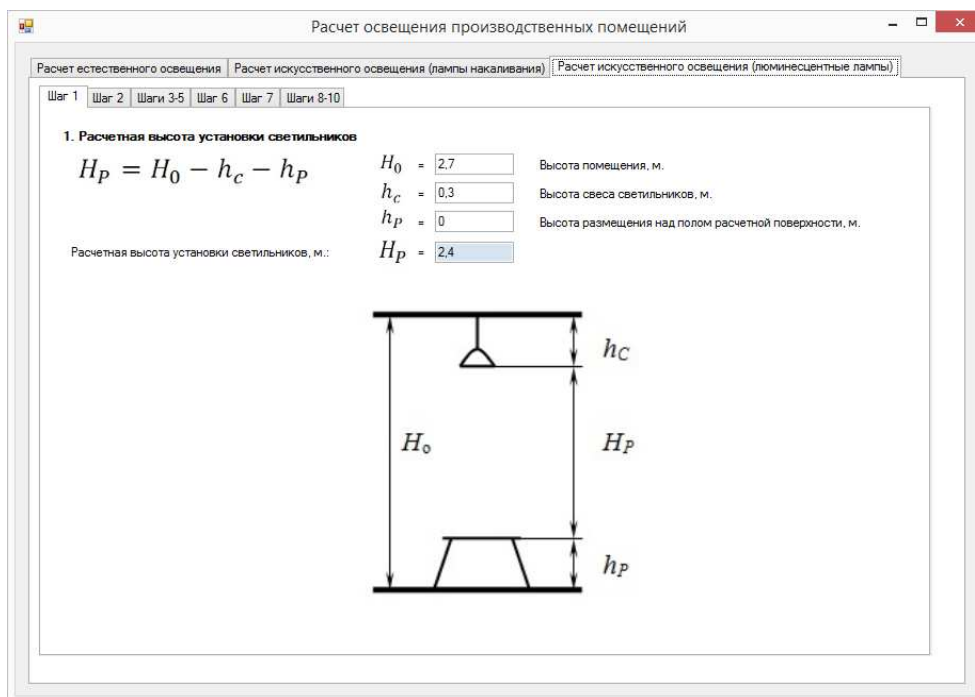 Расчет освещения производственных помещений
Расчет естественного освещения Расчет искусственного освещения (лампы накаливания) Расчет искусственного освещения (люминесцентные лампы)
Шаг 1 Шаг 2 Шаги 3-5 Шаг 6 Шаг 7 Шаги 8-10
1. Расчетная высота установки светильников
H_P = H_0 − h_c − h_P
H_0 = 2,7 Высота помещения, м.
h_c = 0,3 Высота свеса светильников, м.
h_P = 0 Высота размещения над полом расчетной поверхности, м.
Расчетная высота установки светильников, м.: H_P = 2,4
h_C
H_o H_P
h_P